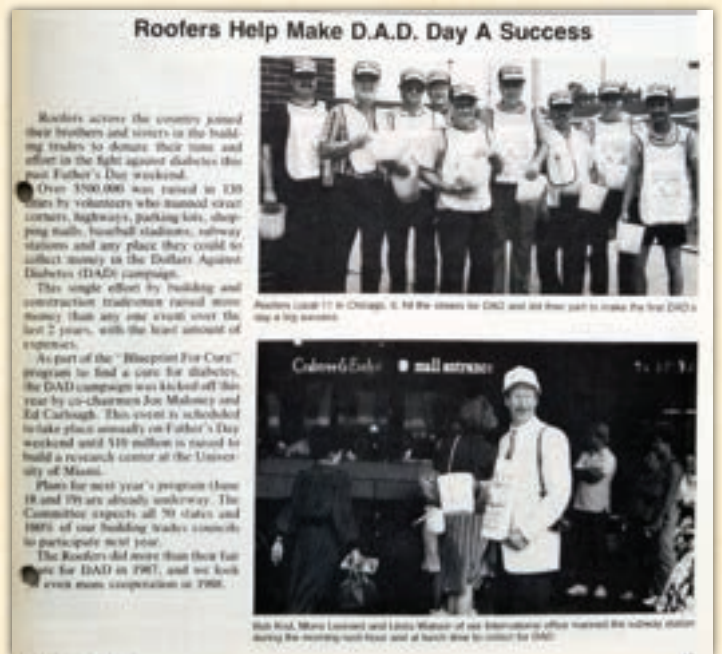 Roofers Help Make D.A.D. Day A Success
Roofers across the country joined
their brothers and sisters in the build-
ing trades to donate their time and
effort in the fight against diabetes this
past Father's Day weekend.
Over $500,000 was raised in 130
cities by volunteers who manned street
corners, highways, parking lots, shop-
ping malls, baseball stadiums, subway
stations and any place they could to
collect money in the Dollars Against
Diabetes (DAD) campaign.
This single effort by building and
construction tradesmen raised more
money than any one event over the
last 2 years, with the least amount of
expenses.
As part of the "Blueprint For Cure"
program to find a cure for diabetes,
the DAD campaign was kicked off this
year by co-chairmen Joe Maloney and
Ed Carlough. This event is scheduled
to take place annually on Father's Day
weekend until $10 million is raised to
build a research center at the Univer-
sity of Miami.
Plans for next year's program (June
18 and 19) are already underway. The
Committee expects all 50 states and
100% of our building trades councils
to participate next year.
The Roofers did more than their fair
for DAD in 1987, and we look
even more cooperation in 1988.
Roofers Local 11 in Chicago, IL hit the streets for DAD and did their part to make the first DAD's
day a big success.
Crabtree & Evelyn mall entrance
Bob Krul, Mona Leonard and Linda Watson of our International office manned the subway station
during the morning rush hour and at lunch time to collect for DAD.